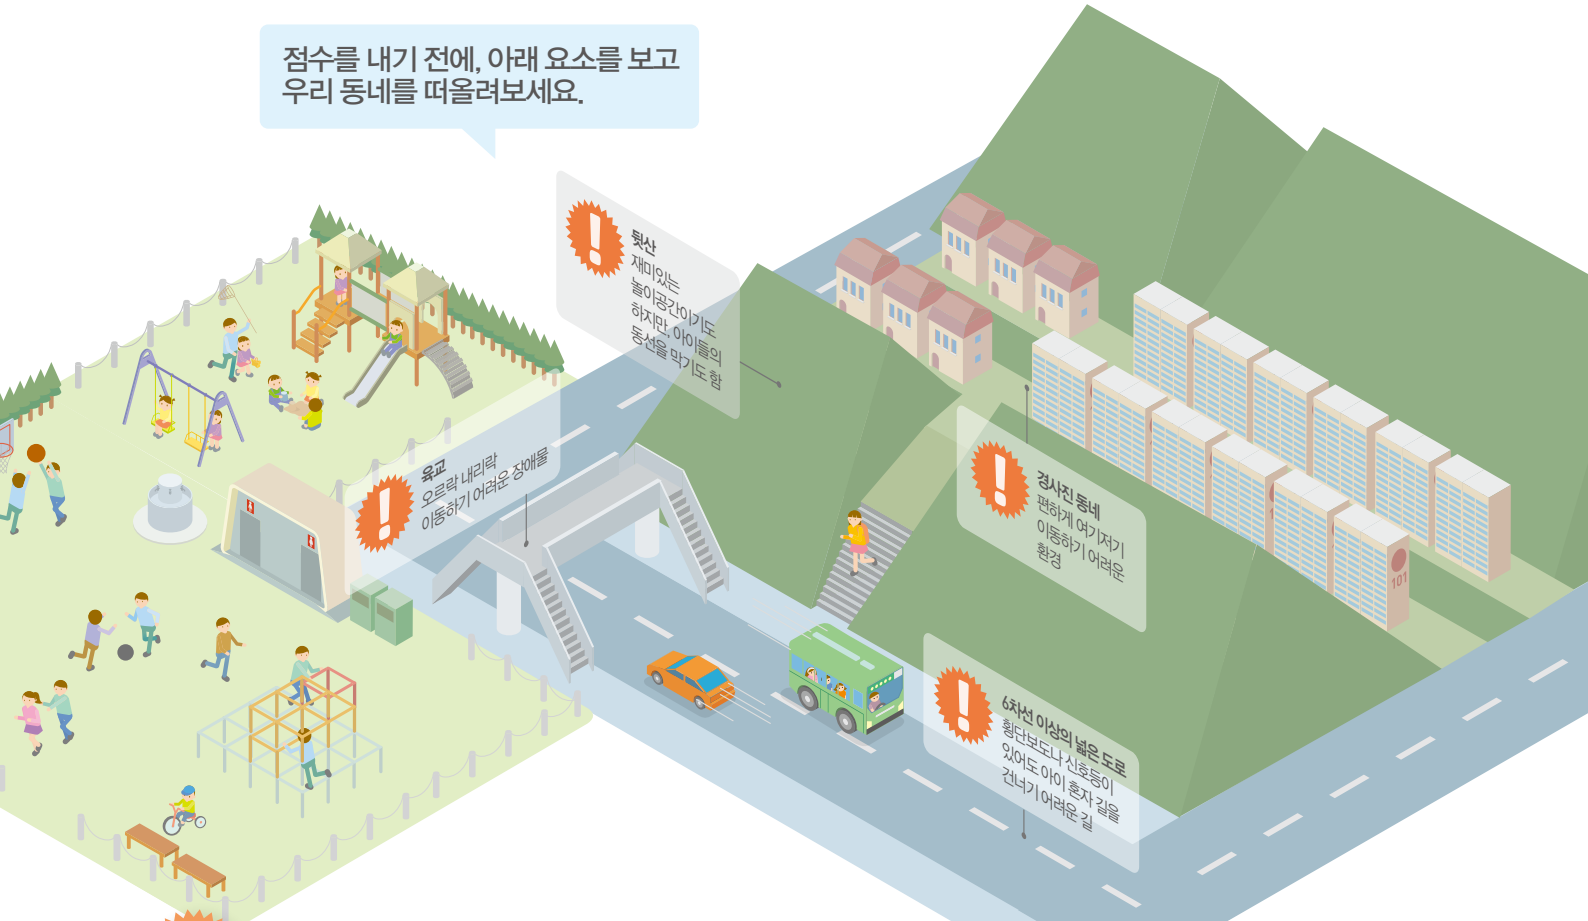 점수를 내기 전에, 아래 요소를 보고
우리 동네를 떠올려보세요.
뒷산
재미있는
놀이공간이기도
하지만, 아이들의
동선을 막기도 함
육교
오르락 내리락
이동하기 어려운 장애물
경사진 동네
편하게 여기저기
이동하기 어려운
환경
101
6차선 이상의 넓은 도로
횡단보도나 신호등이
있어도 아이 혼자 길을
건너기 어려운 길